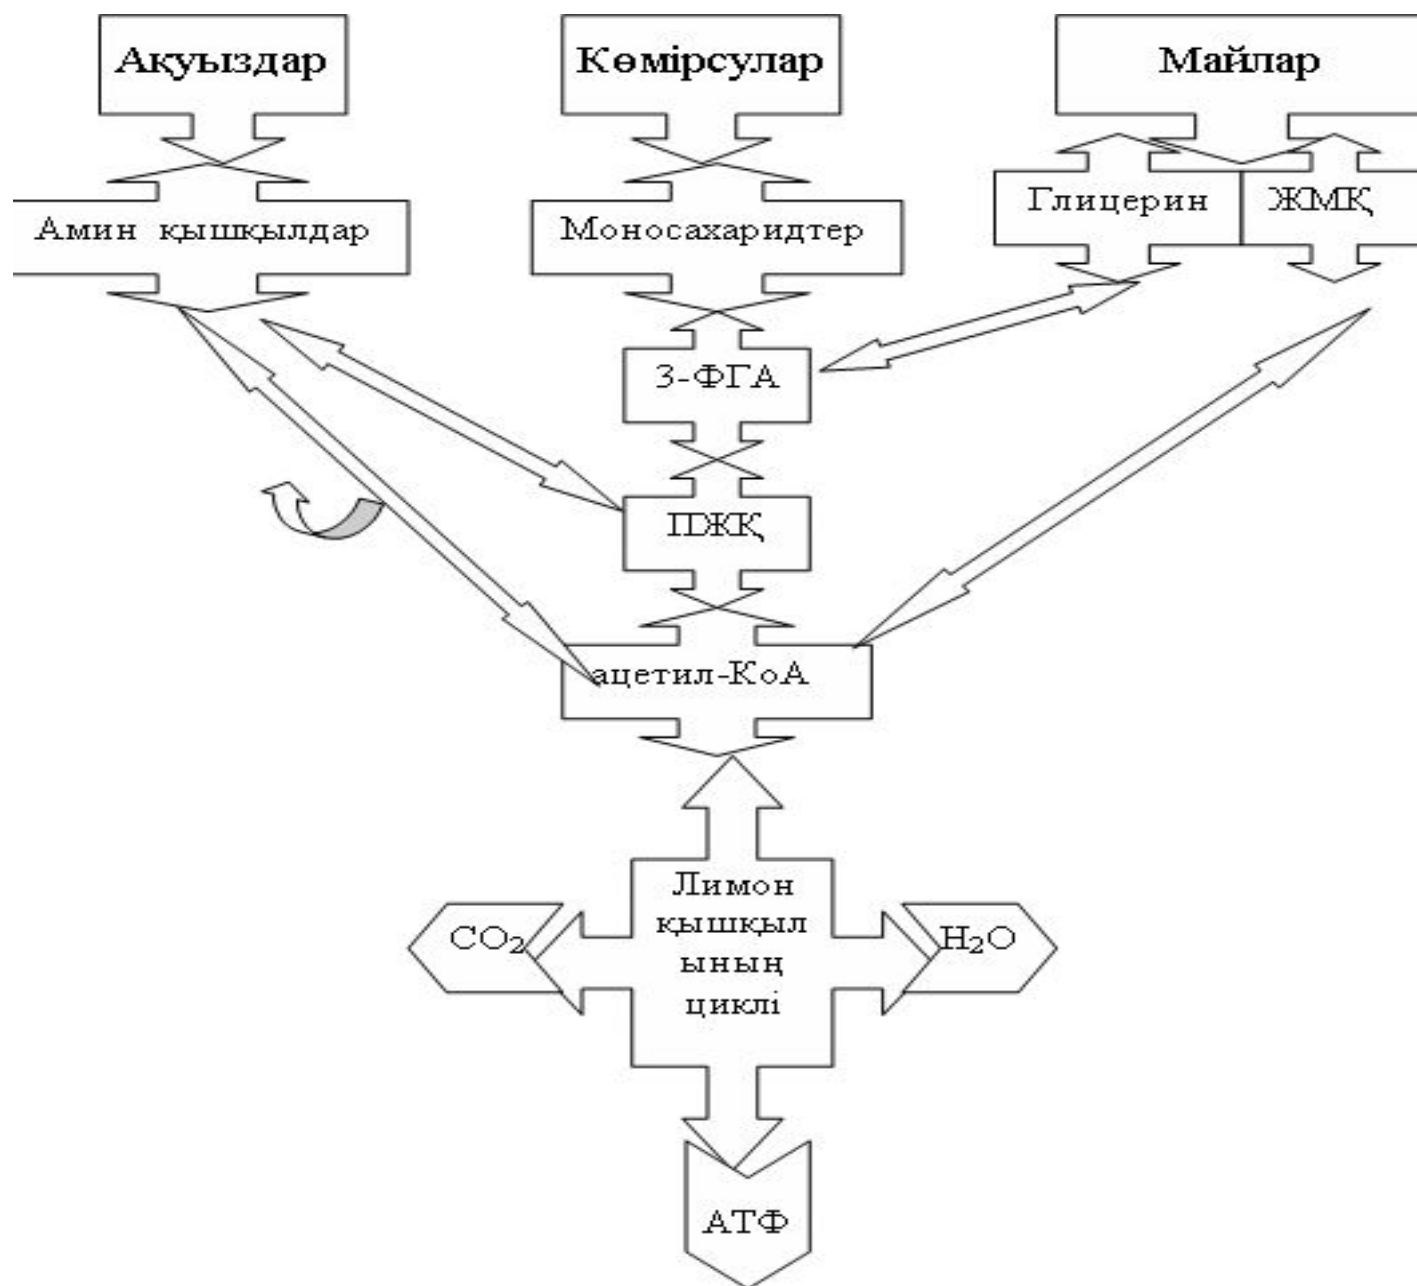 Ақуыздар
Көмірсулар
Майлар
Амин қышқылдар
Моносахаридтер
Глицерин
ЖМҚ
3-ФГА
ПЖҚ
ацетил-КоА
Лимон
қышқыл
ының
циклі
CO₂
H₂O
АТФ